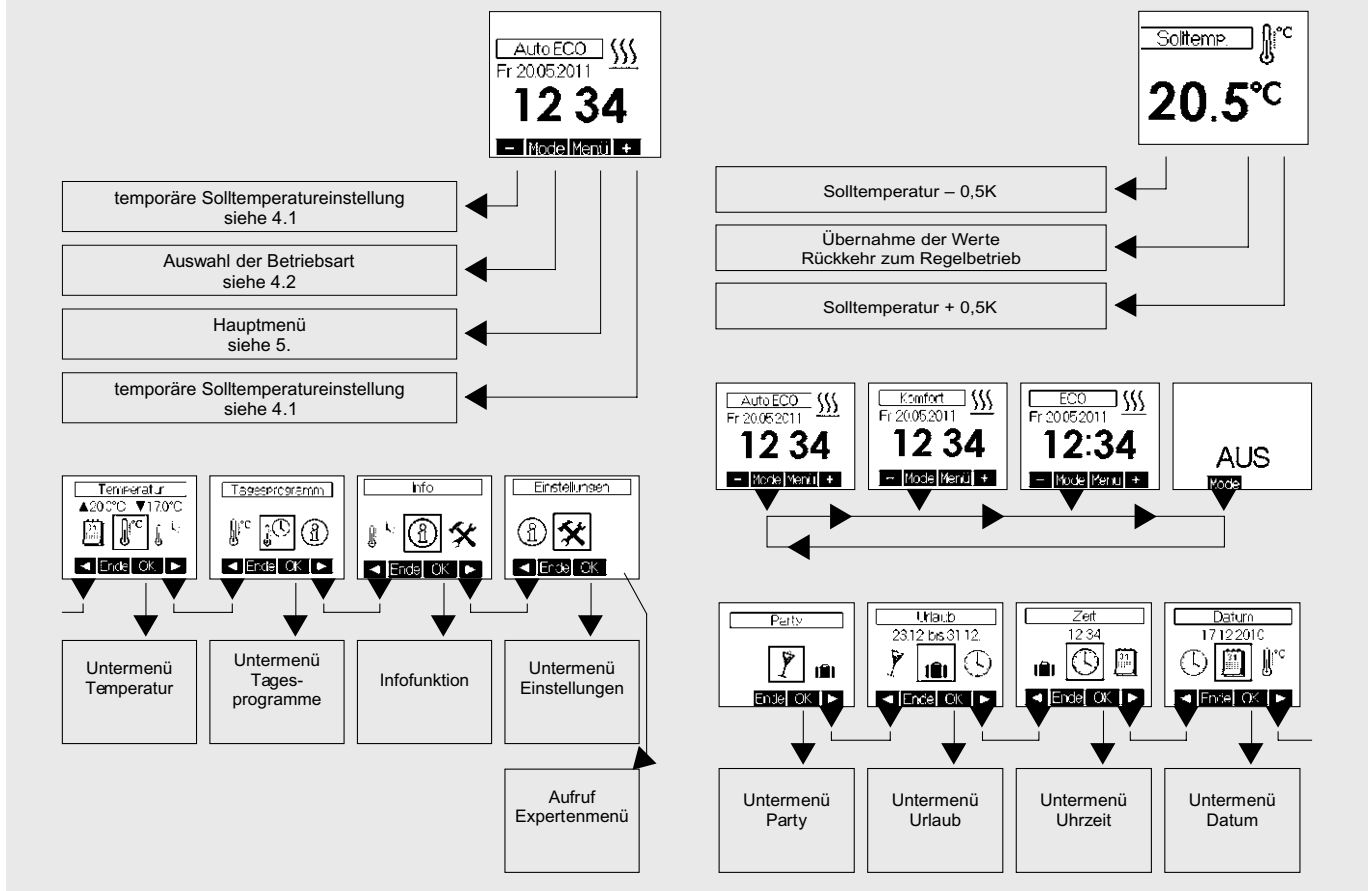 Auto ECO
Fr 20.05.2011
12 34
- Mode Menü +
temporäre Solltemperatureinstellung
siehe 4.1
Auswahl der Betriebsart
siehe 4.2
Hauptmenü
siehe 5.
temporäre Solltemperatureinstellung
siehe 4.1
Solltemp.
°C
20.5°C
Solltemperatur – 0,5K
Übernahme der Werte
Rückkehr zum Regelbetrieb
Solltemperatur + 0,5K
Auto ECO
Fr 20.05.2011
12 34
- Mode Menü +
Komfort
Fr 20.05.2011
12 34
- Mode Menü +
ECO
Fr 20.05.2011
12:34
- Mode Menü +
AUS
Mode
Temperatur
▲20.0°C ▼17.0°C
31
°C
◄ Ende OK ►
Tagesprogramm
°C
◄ Ende OK ►
Info
◄ Ende OK ►
Einstellungen
◄ Ende OK
Untermenü
Temperatur
Untermenü
Tages-
programme
Infofunktion
Untermenü
Einstellungen
Aufruf
Expertenmenü
Party
Ende OK ►
Urlaub
23.12. bis 31.12.
◄ Ende OK ►
Zeit
12 34
31
◄ Ende OK ►
Datum
17.12.2010
31
°C
◄ Ende OK ►
Untermenü
Party
Untermenü
Urlaub
Untermenü
Uhrzeit
Untermenü
Datum